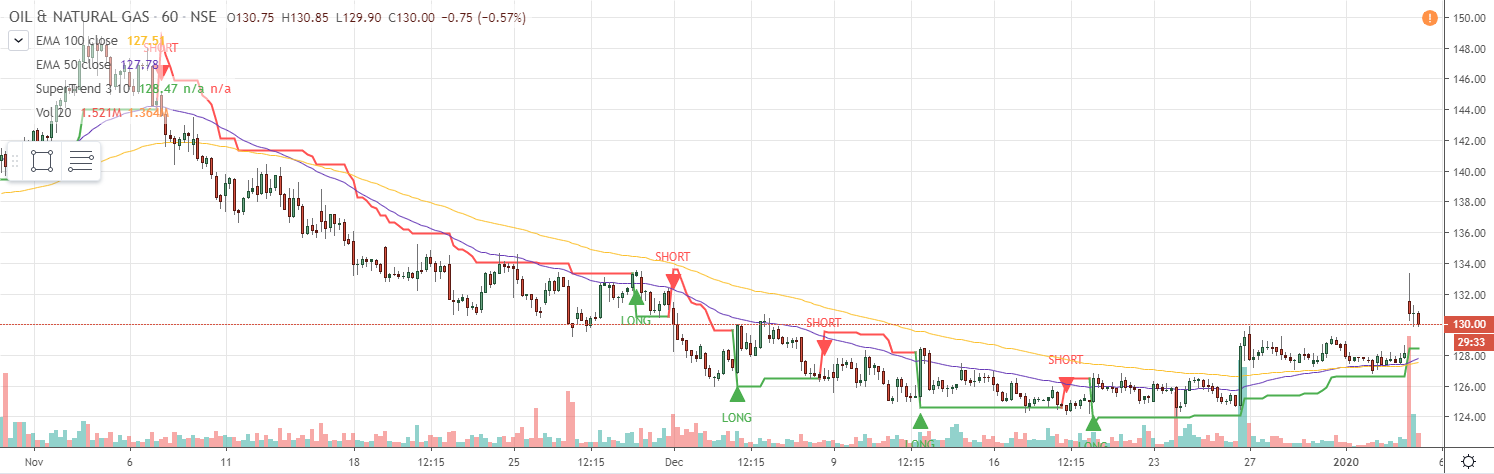 OIL & NATURAL GAS · 60 · NSE O130.75 H130.85 L129.90 C130.00 −0.75 (−0.57%)
EMA 100 close 127.51
SHORT
EMA 50 close 127.78
SuperTrend 3 10 128.47 n/a n/a
Vol 20 1.521M 1.364M
SHORT
LONG
SHORT
SHORT
LONG
LONG
LONG
150.00
148.00
146.00
144.00
142.00
140.00
138.00
136.00
134.00
132.00
130.00
29:33
128.00
126.00
124.00
Nov 6 11 18 12:15 25 12:15 Dec 12:15 9 12:15 16 12:15 23 27 12:15 2020 6